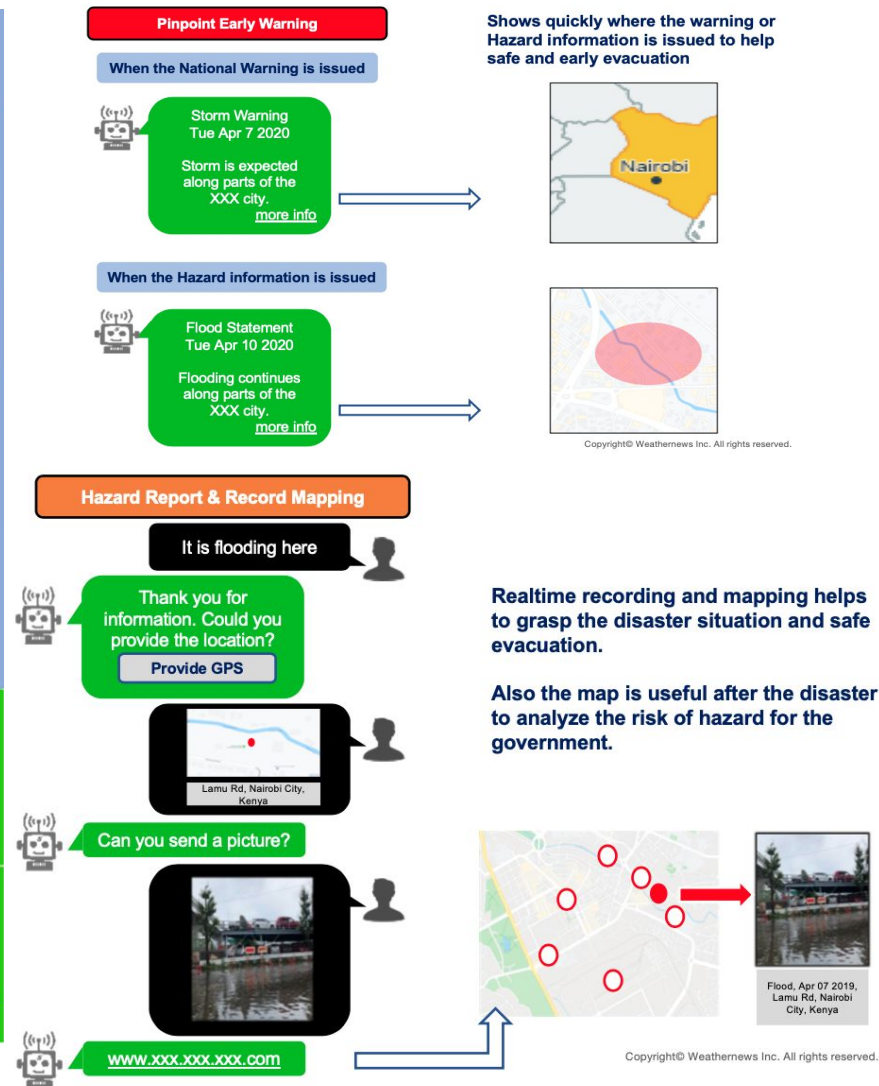 Pinpoint Early Warning
Shows quickly where the warning or
Hazard information is issued to help
safe and early evacuation
When the National Warning is issued
Storm Warning
Tue Apr 7 2020
Storm is expected
along parts of the
XXX city.
more info
Nairobi
When the Hazard information is issued
Flood Statement
Tue Apr 10 2020
Flooding continues
along parts of the
XXX city.
more info
Copyright© Weathernews Inc. All rights reserved.
Hazard Report & Record Mapping
It is flooding here
Thank you for
information. Could you
provide the location?
Provide GPS
Realtime recording and mapping helps
to grasp the disaster situation and safe
evacuation.
Also the map is useful after the disaster
to analyze the risk of hazard for the
government.
Lamu Rd, Nairobi City,
Kenya
Can you send a picture?
Flood, Apr 07 2019,
Lamu Rd, Nairobi
City, Kenya
www.xxx.xxx.xxx.com
Copyright© Weathernews Inc. All rights reserved.